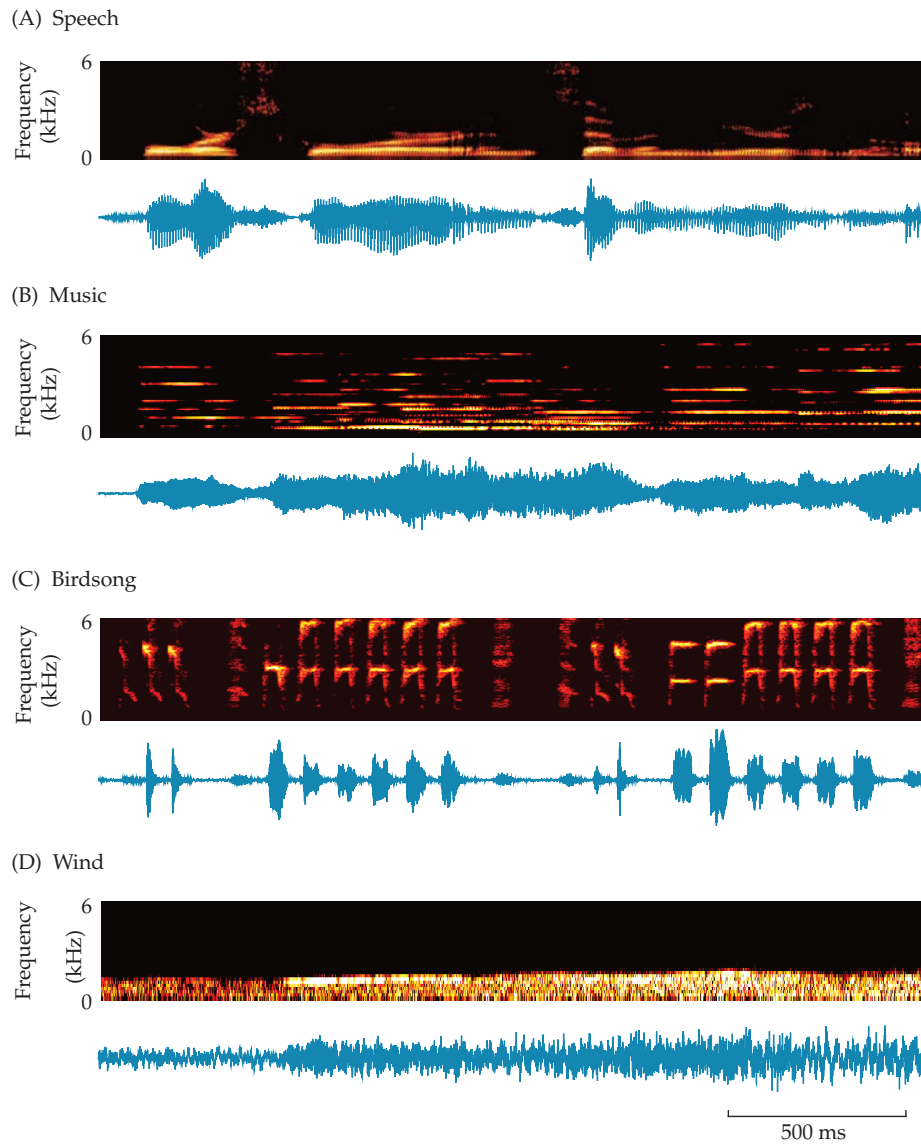 (A) Speech
6
Frequency
(kHz)
0
(B) Music
6
Frequency
(kHz)
0
(C) Birdsong
6
Frequency
(kHz)
0
(D) Wind
6
Frequency
(kHz)
0
500 ms